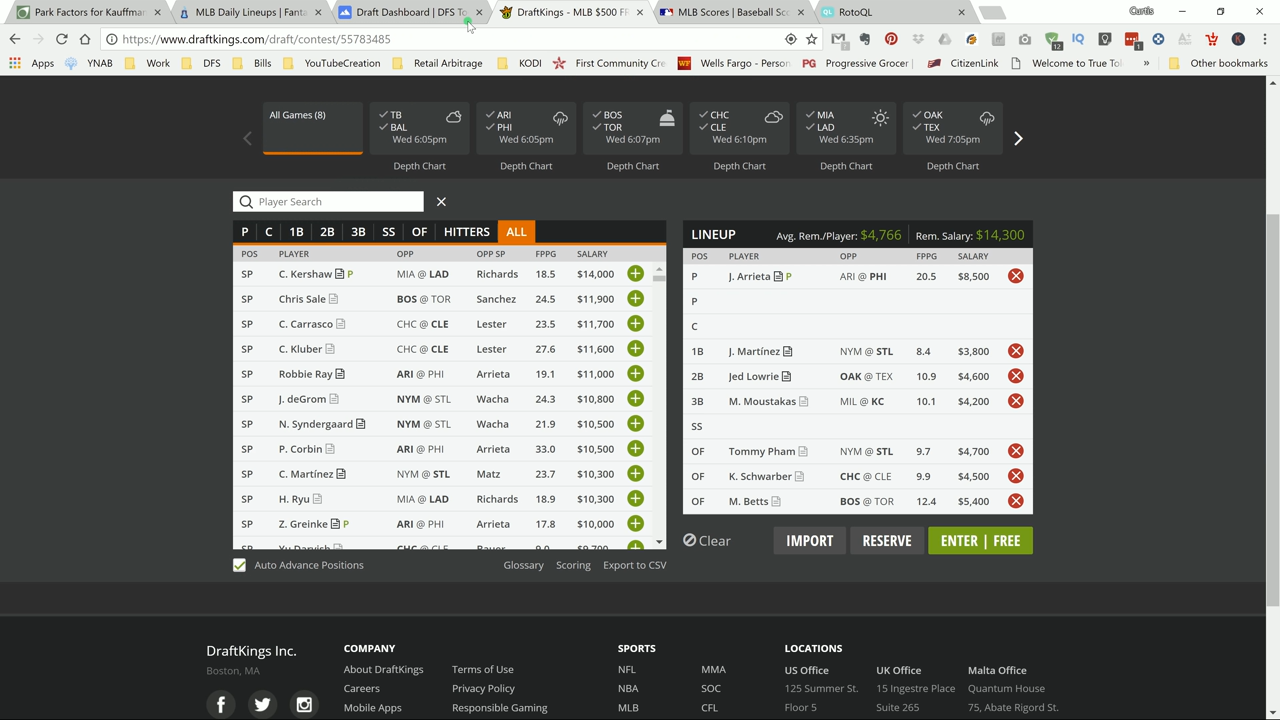 Park Factors for Kauffma
MLB Daily Lineups | Fanta
Draft Dashboard | DFS To
DraftKings - MLB $500 F
MLB Scores | Baseball Sc
RotoQL
Curtis
https://www.draftkings.com/draft/contest/55783485
Apps YNAB Work DFS Bills YouTubeCreation Retail Arbitrage KODI First Community Cre Wells Fargo - Person Progressive Grocer | CitizenLink Welcome to True Tol » Other bookmarks
All Games (8)
TB
BAL
Wed 6:05pm
ARI
PHI
Wed 6:05pm
BOS
TOR
Wed 6:07pm
CHC
CLE
Wed 6:10pm
MIA
LAD
Wed 6:35pm
OAK
TEX
Wed 7:05pm
Depth Chart Depth Chart Depth Chart Depth Chart Depth Chart Depth Chart
Player Search
P C 1B 2B 3B SS OF HITTERS ALL
POS PLAYER OPP OPP SP FPPG SALARY
SP C. Kershaw P MIA @ LAD Richards 18.5 $14,000
SP Chris Sale BOS @ TOR Sanchez 24.5 $11,900
SP C. Carrasco CHC @ CLE Lester 23.5 $11,700
SP C. Kluber CHC @ CLE Lester 27.6 $11,600
SP Robbie Ray ARI @ PHI Arrieta 19.1 $11,000
SP J. deGrom NYM @ STL Wacha 24.3 $10,800
SP N. Syndergaard NYM @ STL Wacha 21.9 $10,500
SP P. Corbin ARI @ PHI Arrieta 33.0 $10,500
SP C. Martínez NYM @ STL Matz 23.7 $10,300
SP H. Ryu MIA @ LAD Richards 18.9 $10,300
SP Z. Greinke P ARI @ PHI Arrieta 17.8 $10,000
SP Yu Darvish CHC @ CLE Bauer 9.0 $9,700
Auto Advance Positions Glossary Scoring Export to CSV
LINEUP Avg. Rem./Player: $4,766 Rem. Salary: $14,300
POS PLAYER OPP FPPG SALARY
P J. Arrieta P ARI @ PHI 20.5 $8,500
P
C
1B J. Martínez NYM @ STL 8.4 $3,800
2B Jed Lowrie OAK @ TEX 10.9 $4,600
3B M. Moustakas MIL @ KC 10.1 $4,200
SS
OF Tommy Pham NYM @ STL 9.7 $4,700
OF K. Schwarber CHC @ CLE 9.9 $4,500
OF M. Betts BOS @ TOR 12.4 $5,400
Clear IMPORT RESERVE ENTER | FREE
DraftKings Inc.
Boston, MA
COMPANY
About DraftKings Terms of Use
Careers Privacy Policy
Mobile Apps Responsible Gaming
SPORTS
NFL MMA
NBA SOC
MLB CFL
LOCATIONS
US Office UK Office Malta Office
125 Summer St. 15 Ingestre Place Quantum House
Floor 5 Suite 265 75, Abate Rigord St.